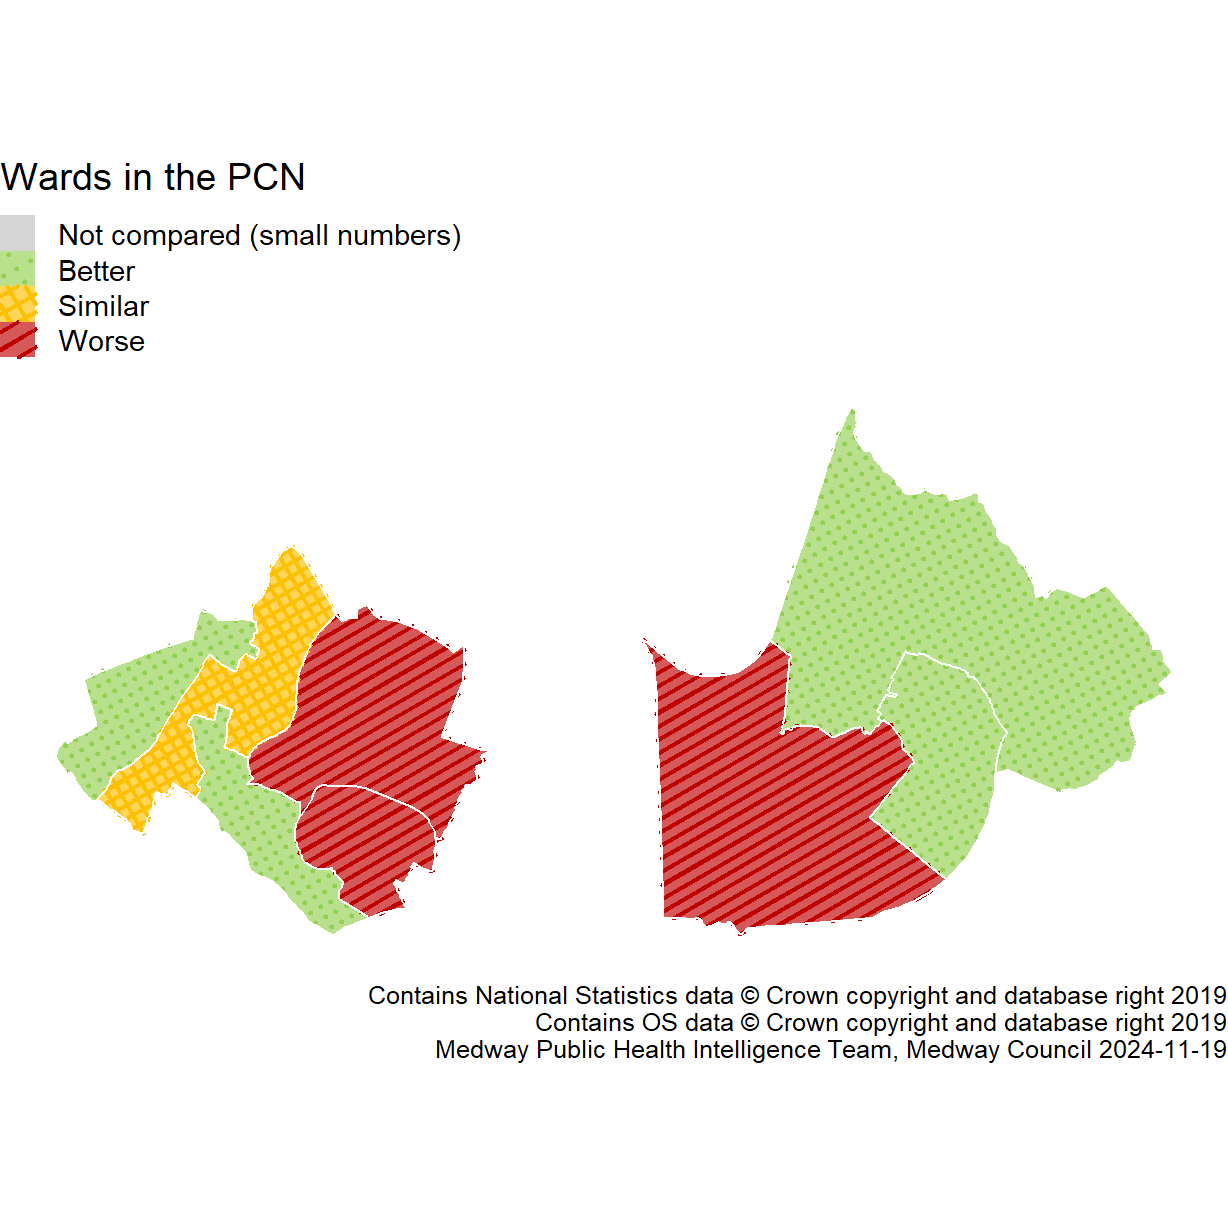 Wards in the PCN
Not compared (small numbers)
Better
Similar
Worse
Contains National Statistics data © Crown copyright and database right 2019
Contains OS data © Crown copyright and database right 2019
Medway Public Health Intelligence Team, Medway Council 2024-11-19